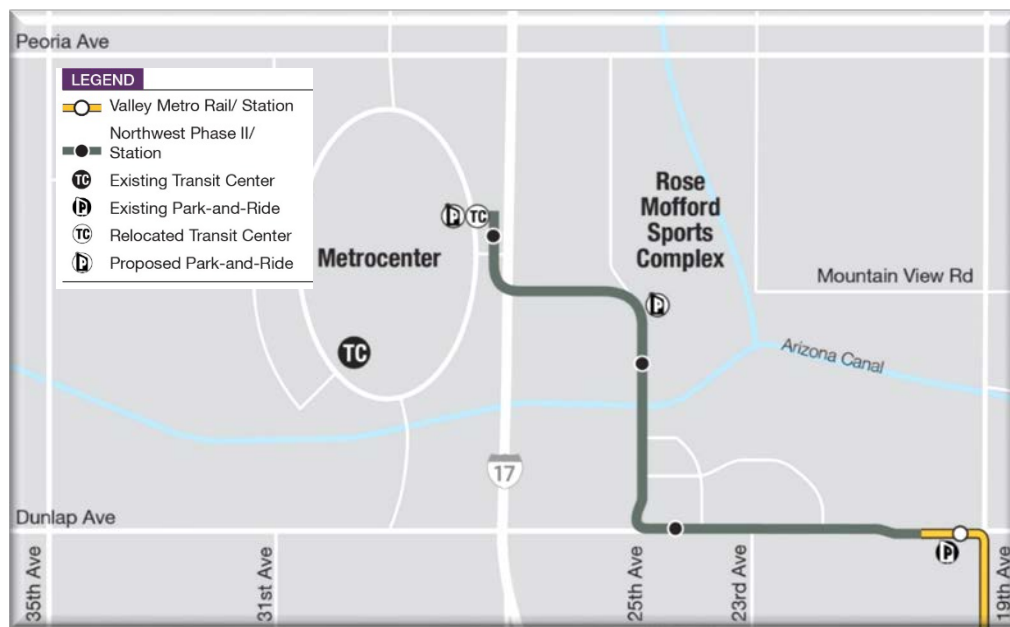 Peoria Ave
LEGEND
Valley Metro Rail/ Station
Northwest Phase II/
Station
TC Existing Transit Center
P Existing Park-and-Ride
TC Relocated Transit Center
P Proposed Park-and-Ride
Rose
Mofford
Sports
Complex
P TC
Metrocenter
Mountain View Rd
P
TC
Arizona Canal
17
Dunlap Ave
P
35th Ave
31st Ave
25th Ave
23rd Ave
19th Ave